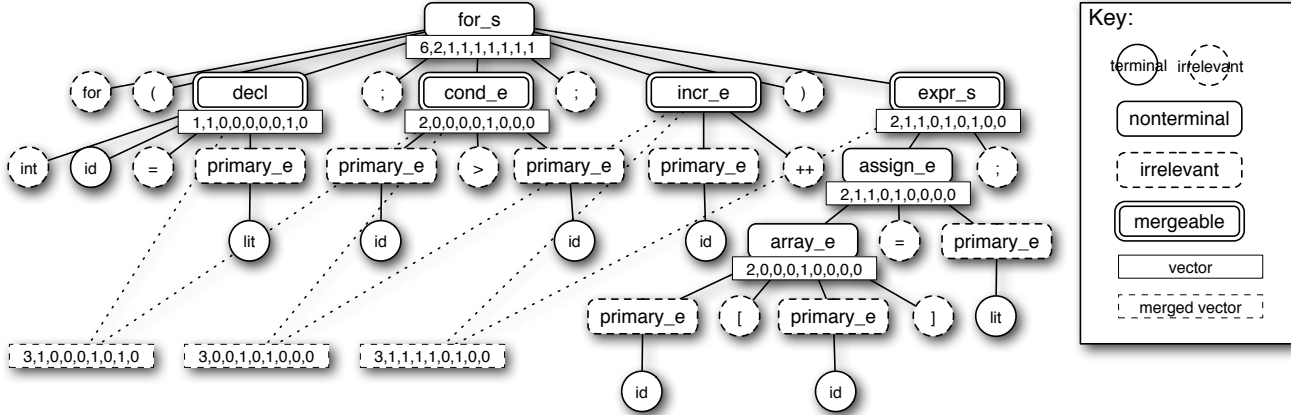 for_s
6,2,1,1,1,1,1,1,1
for
(
decl
;
cond_e
;
incr_e
)
expr_s
1,1,0,0,0,0,0,1,0
2,0,0,0,0,1,0,0,0
2,1,1,0,1,0,1,0,0
int
id
=
primary_e
primary_e
>
primary_e
primary_e
++
assign_e
;
2,1,1,0,1,0,0,0,0
lit
id
id
id
array_e
=
primary_e
2,0,0,0,1,0,0,0,0
primary_e
[
primary_e
]
lit
3,1,0,0,0,1,0,1,0
3,0,0,1,0,1,0,0,0
3,1,1,1,1,0,1,0,0
id
id
Key:
terminal
irrelevant
nonterminal
irrelevant
mergeable
vector
merged vector